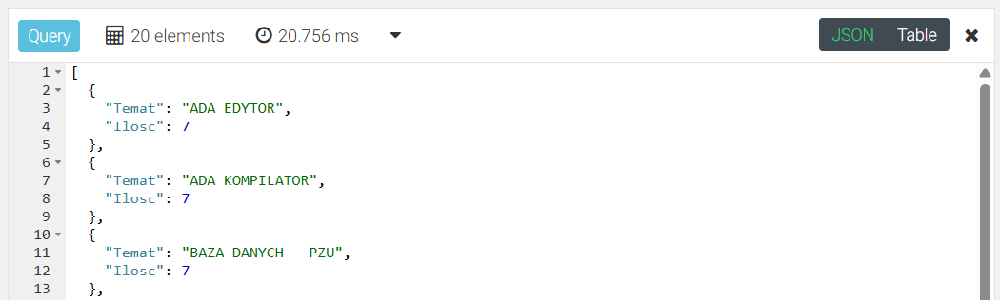 Query 20 elements 20.756 ms JSON Table
1 [
2 {
3 "Temat": "ADA EDYTOR",
4 "Ilosc": 7
5 },
6 {
7 "Temat": "ADA KOMPILATOR",
8 "Ilosc": 7
9 },
10 {
11 "Temat": "BAZA DANYCH - PZU",
12 "Ilosc": 7
13 },